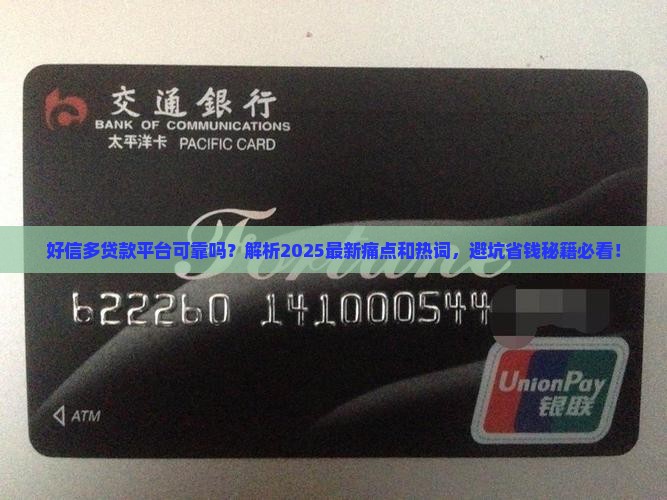 交通銀行
BANK OF COMMUNICATIONS
太平洋卡 PACIFIC CARD
Fortune
好信多贷款平台可靠吗？解析2025最新痛点和热词，避坑省钱秘籍必看！
622260 141000544
UnionPay
银联
ATM